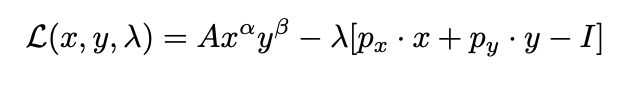 ℒ(x, y, λ) = Ax^α y^β − λ[p_x · x + p_y · y − I]